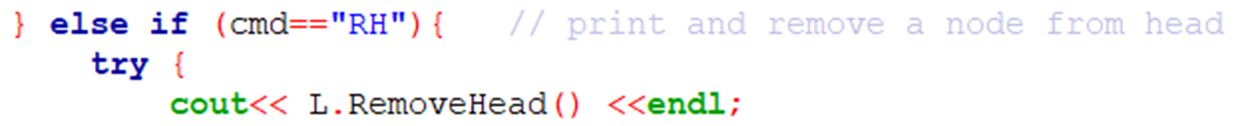 } else if (cmd=="RH"){   // print and remove a node from head
    try {
        cout<< L.RemoveHead() <<endl;